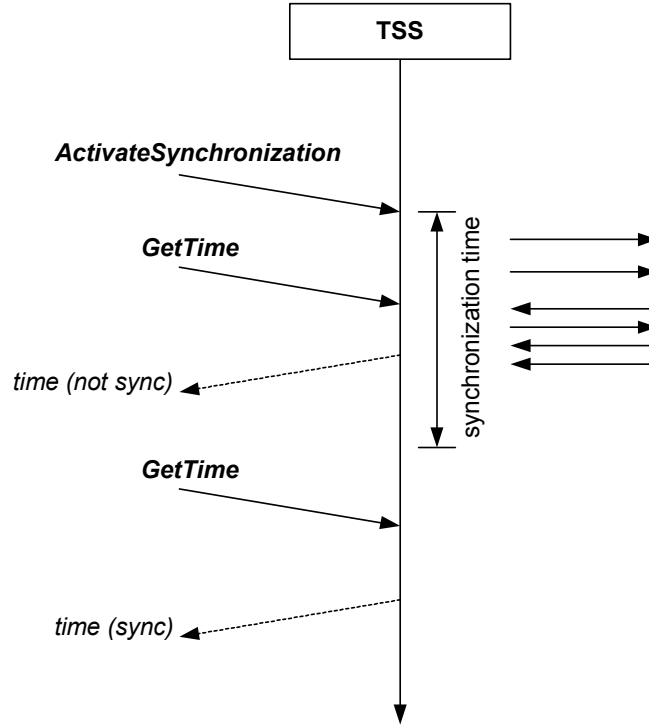 TSS
ActivateSynchronization
GetTime
synchronization time
time (not sync)
GetTime
time (sync)